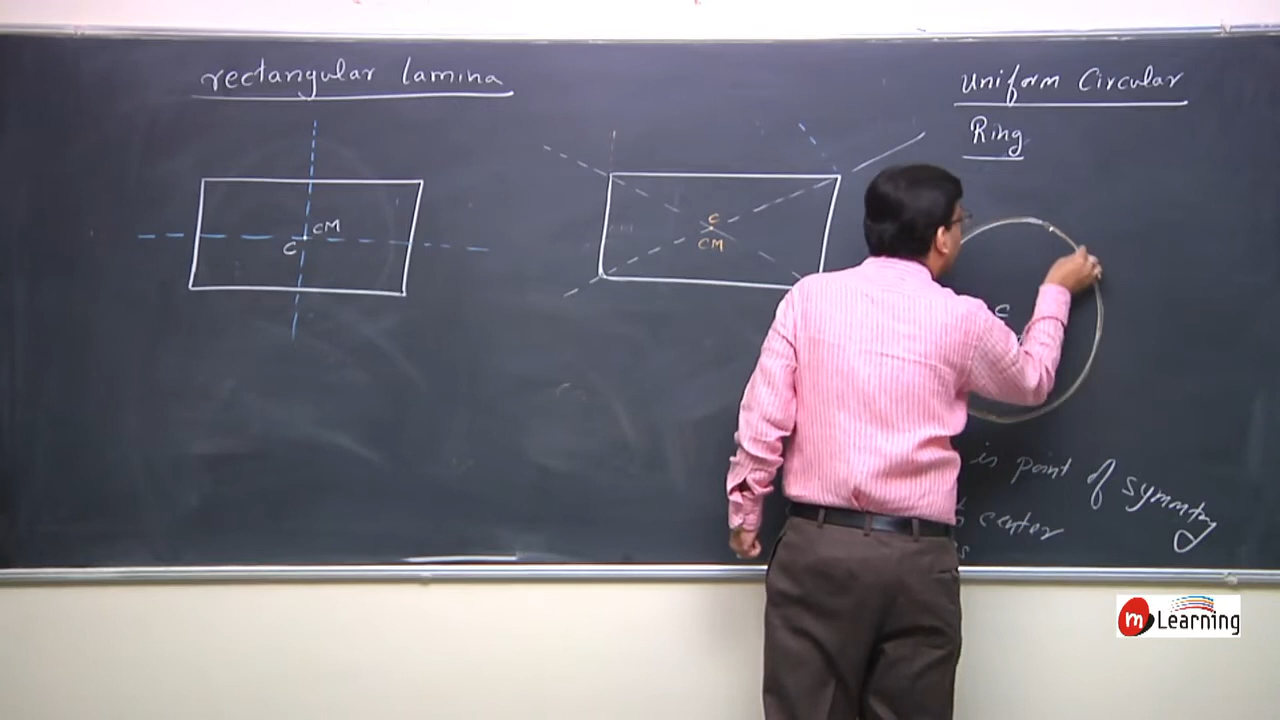 rectangular lamina
CM
C
C
CM
Uniform Circular
Ring
C
is point of symmetry
center
m Learning